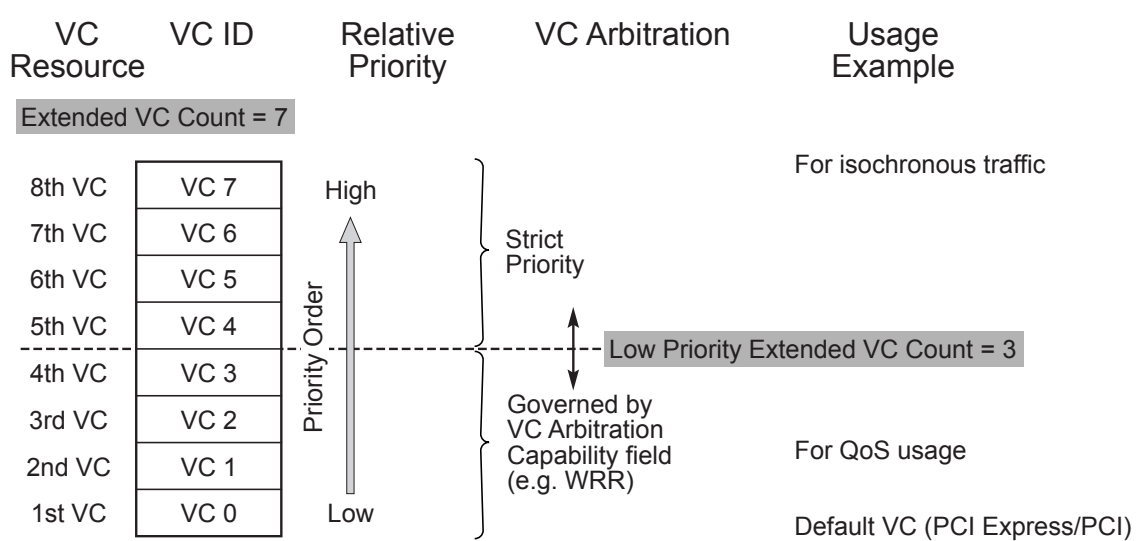 VC Resource VC ID Relative Priority VC Arbitration Usage Example
Extended VC Count = 7
For isochronous traffic
8th VC VC 7 High
7th VC VC 6
Strict Priority
6th VC VC 5
5th VC VC 4
Priority Order
Low Priority Extended VC Count = 3
4th VC VC 3
3rd VC VC 2
Governed by
VC Arbitration
Capability field
(e.g. WRR)
For QoS usage
2nd VC VC 1
1st VC VC 0 Low
Default VC (PCI Express/PCI)